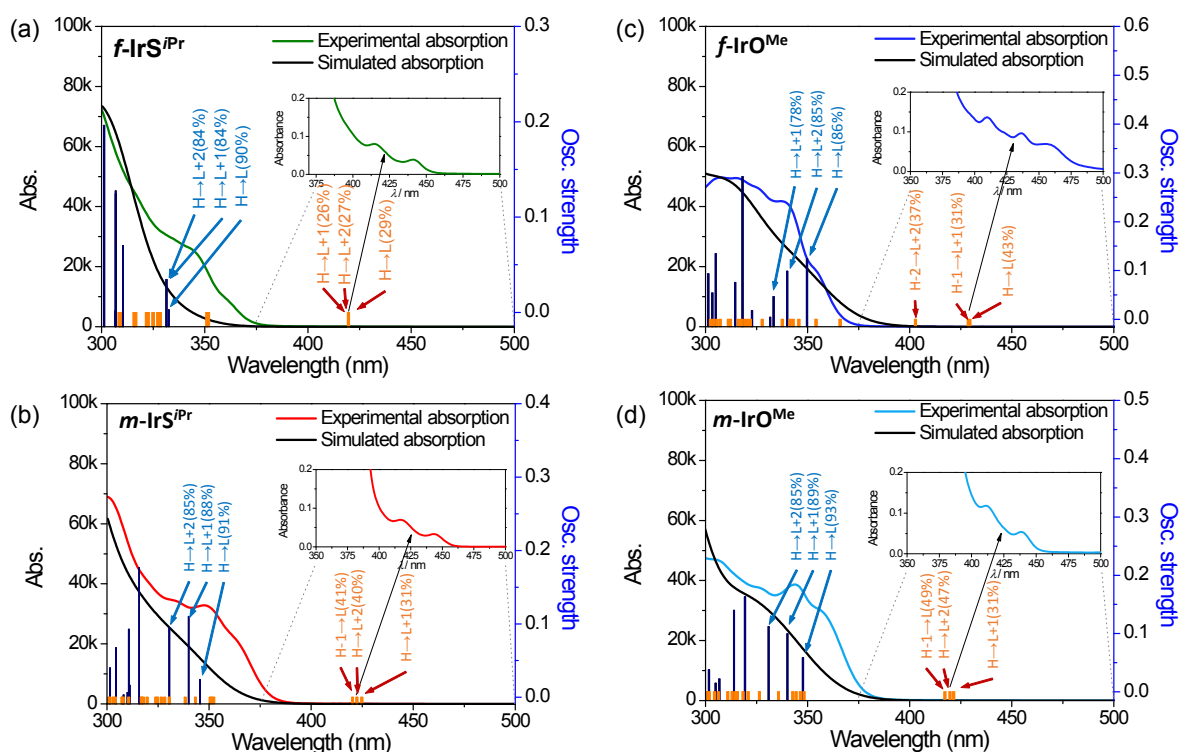 (a)
f-IrS^iPr
Experimental absorption
Simulated absorption
100k
80k
60k
40k
20k
0
Abs.
0.3
0.2
0.1
0.0
Osc. strength
H→L+2(84%)
H→L+1(84%)
H→L(90%)
Absorbance
0.2
0.1
0.0
375
400
425
450
475
500
λ/ nm
H→L+1(26%)
H→L+2(27%)
H→L(29%)
300
350
400
450
500
Wavelength (nm)
(c)
f-IrO^Me
Experimental absorption
Simulated absorption
100k
80k
60k
40k
20k
0
Abs.
0.6
0.5
0.4
0.3
0.2
0.1
0.0
Osc. strength
H→L+1(78%)
H→L+2(85%)
H→L(86%)
Absorbance
0.2
0.1
0.0
350
375
400
425
450
475
500
λ/ nm
H-2→L+2(37%)
H-1→L+1(31%)
H→L(43%)
300
350
400
450
500
Wavelength (nm)
(b)
m-IrS^iPr
Experimental absorption
Simulated absorption
100k
80k
60k
40k
20k
0
Abs.
0.4
0.3
0.2
0.1
0.0
Osc. strength
H→L+2(85%)
H→L+1(88%)
H→L(91%)
Absorbance
0.2
0.1
0.0
350
375
400
425
450
475
500
λ/ nm
H-1→L(41%)
H→L+2(40%)
H→L+1(31%)
300
350
400
450
500
Wavelength (nm)
(d)
m-IrO^Me
Experimental absorption
Simulated absorption
100k
80k
60k
40k
20k
0
Abs.
0.5
0.4
0.3
0.2
0.1
0.0
Osc. strength
H→L+2(85%)
H→L+1(89%)
H→L(93%)
Absorbance
0.2
0.1
0.0
350
375
400
425
450
475
500
λ/ nm
H-1→L(49%)
H→L+2(47%)
H→L+1(31%)
300
350
400
450
500
Wavelength (nm)